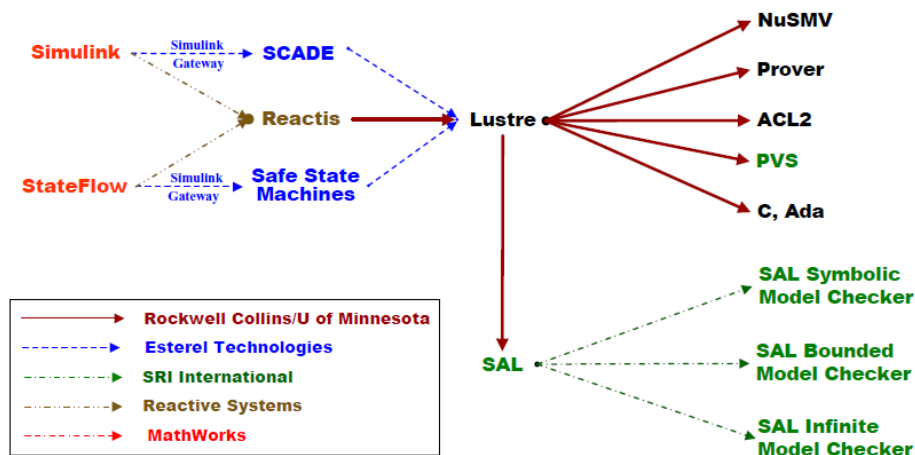 NuSMV
Simulink
Simulink
Gateway
SCADE
Prover
Reactis
Lustre
ACL2
PVS
StateFlow
Simulink
Gateway
Safe State
Machines
C, Ada
SAL Symbolic
Model Checker
Rockwell Collins/U of Minnesota
Esterel Technologies
SAL
SAL Bounded
Model Checker
SRI International
Reactive Systems
MathWorks
SAL Infinite
Model Checker